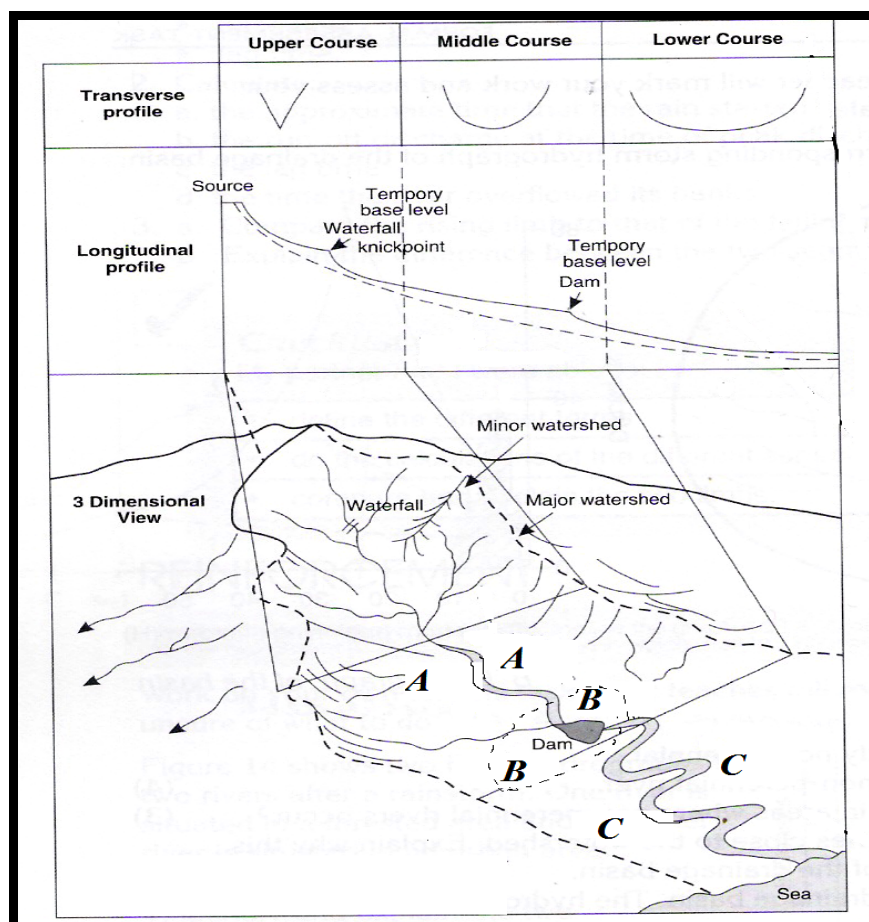 Upper Course
Middle Course
Lower Course
Transverse
profile
Source
Tempory
base level
Waterfall
knickpoint
Longitudinal
profile
Tempory
base level
Dam
Minor watershed
3 Dimensional
View
Waterfall
Major watershed
A
A
B
Dam
B
C
C
Sea